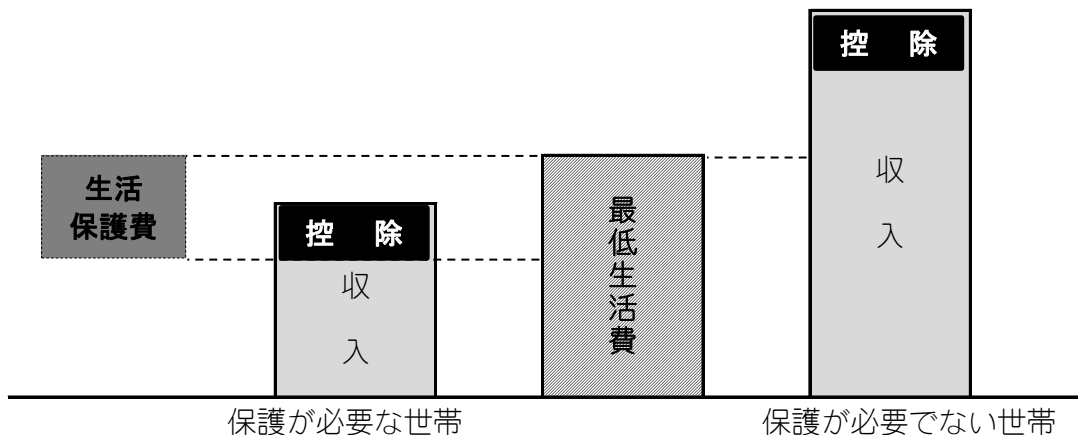 生活
保護費
控 除
収
入
最低生活費
控 除
収
入
保護が必要な世帯
保護が必要でない世帯